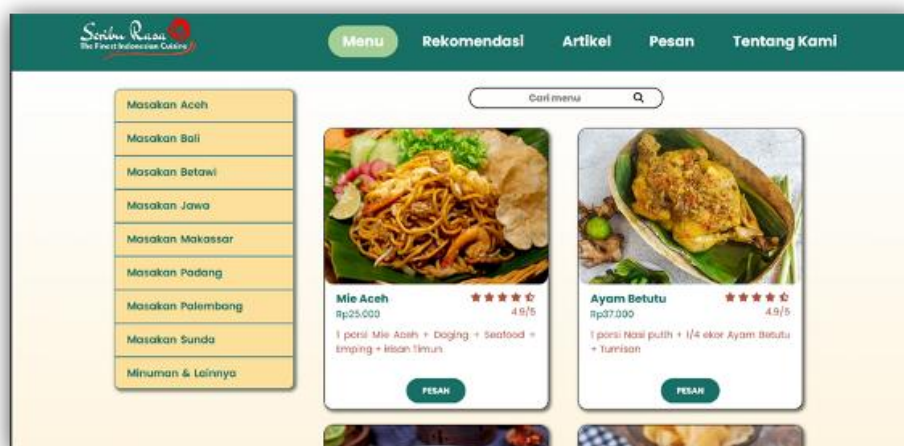 Seribu Rasa
The Finest Indonesian Cuisine
Menu
Rekomendasi
Artikel
Pesan
Tentang Kami
Cari menu
Masakan Aceh
Masakan Bali
Masakan Betawi
Masakan Jawa
Masakan Makassar
Masakan Padang
Masakan Palembang
Masakan Sunda
Minuman & Lainnya
Mie Aceh
Rp25.000
4.9/5
1 porsi Mie Aceh + Daging + Seafood +
Emping + Irisan Timun
PESAN
Ayam Betutu
Rp37.000
4.9/5
1 porsi Nasi putih + 1/4 ekor Ayam Betutu
+ Tumisan
PESAN